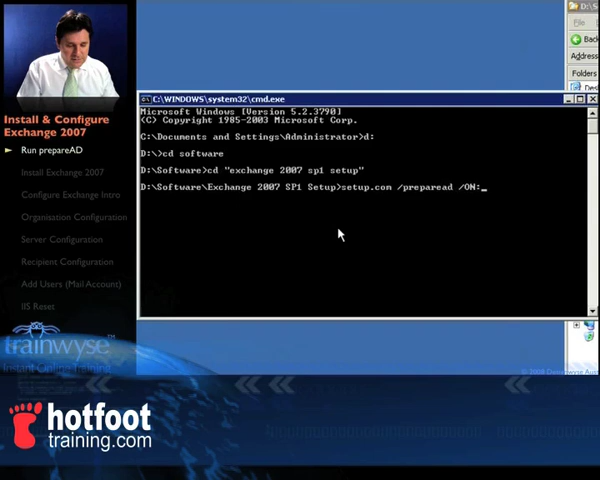 Install & Configure
Exchange 2007
Run prepareAD
Install Exchange 2007
Configure Exchange Intro
Organisation Configuration
Server Configuration
Recipient Configuration
Add Users (Mail Account)
IIS Reset
trainwyse™
Instant Online Training
C:\WINDOWS\system32\cmd.exe
Microsoft Windows [Version 5.2.3790]
(C) Copyright 1985-2003 Microsoft Corp.
C:\Documents and Settings\Administrator>d:
D:\>cd software
D:\Software>cd "exchange 2007 sp1 setup"
D:\Software\Exchange 2007 SP1 Setup>setup.com /preparead /ON:_
D:\S
File
Back
Address
Folders
Des
© 2008
hotfoot
training.com